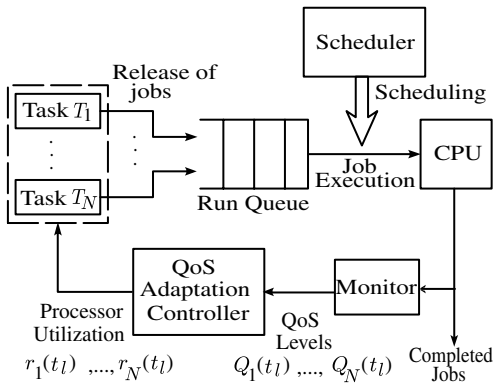 Scheduler
Release of
jobs
Scheduling
Task T1
. . .
Task TN
. . .
CPU
Job
Execution
Run Queue
QoS
Adaptation
Controller
Monitor
Processor
Utilization
QoS
Levels
r1(tl) ,...,rN(tl)
Q1(tl) ,..., QN(tl)
Completed
Jobs